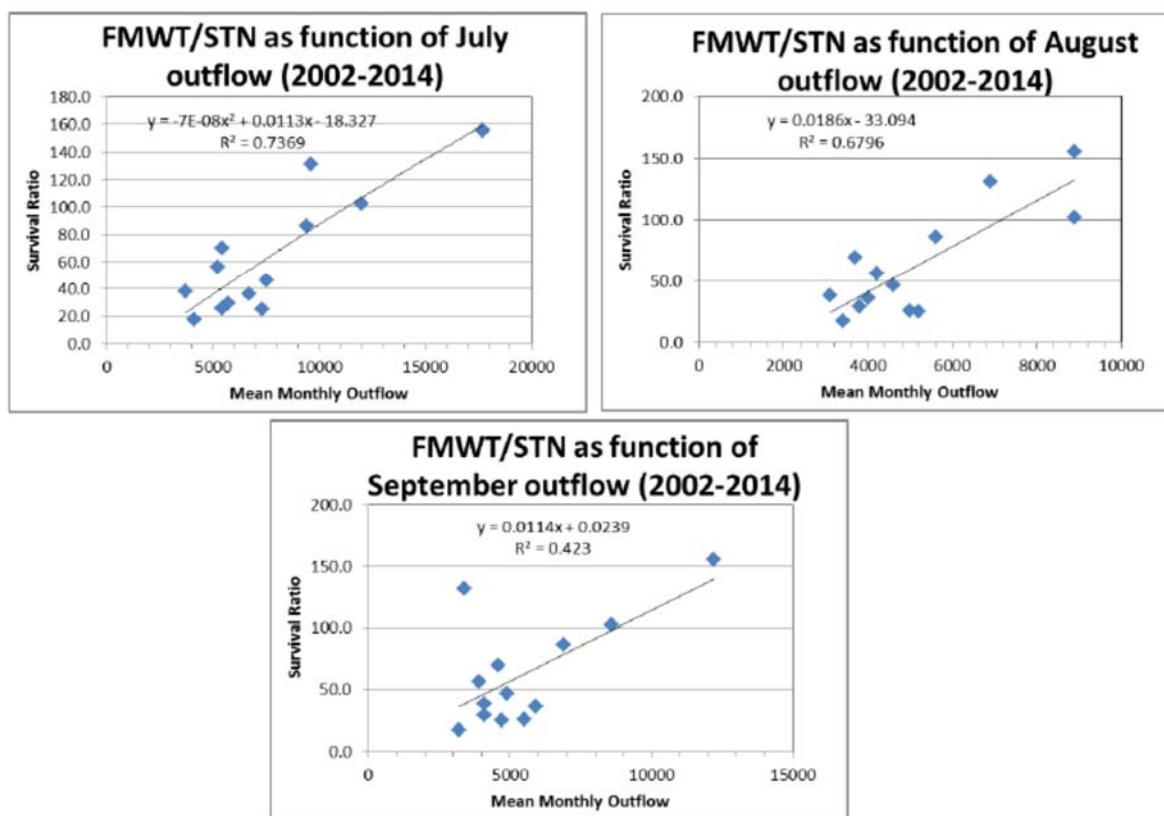 FMWT/STN as function of July
outflow (2002-2014)
180.0
y = -7E-08x² + 0.0113x - 18.327
160.0
R² = 0.7369
140.0
120.0
100.0
80.0
60.0
40.0
20.0
0.0
Survival Ratio
0 5000 10000 15000 20000
Mean Monthly Outflow
FMWT/STN as function of August
outflow (2002-2014)
200.0
y = 0.0186x - 33.094
R² = 0.6796
150.0
100.0
50.0
0.0
Survival Ratio
0 2000 4000 6000 8000 10000
Mean Monthly Outflow
FMWT/STN as function of
September outflow (2002-2014)
200.0
y = 0.0114x + 0.0239
R² = 0.423
150.0
100.0
50.0
0.0
Survival Ratio
0 5000 10000 15000
Mean Monthly Outflow